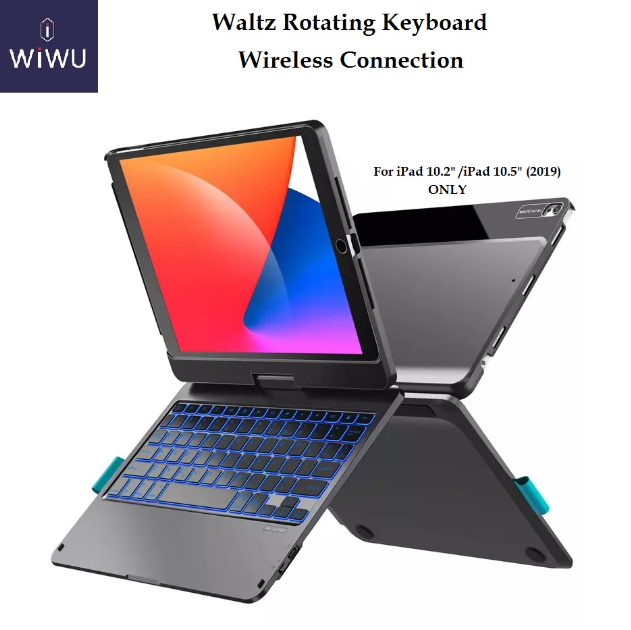 WiWU
Waltz Rotating Keyboard
Wireless Connection
For iPad 10.2" /iPad 10.5" (2019)
ONLY